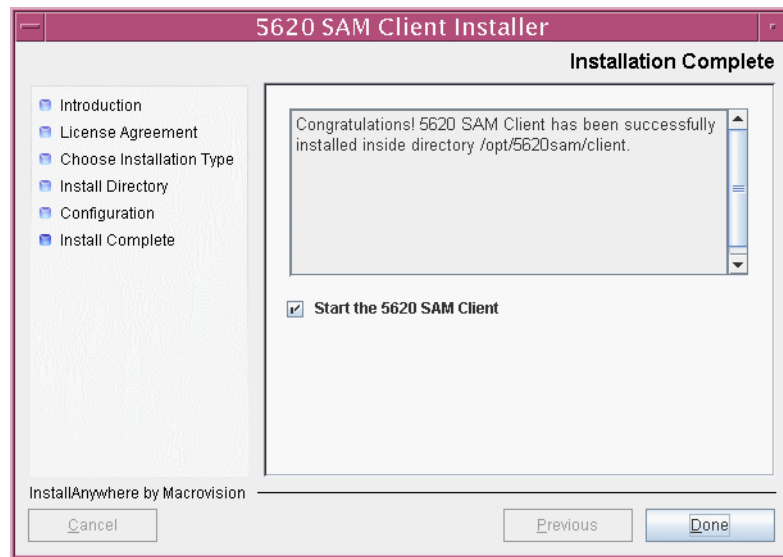 5620 SAM Client Installer
Installation Complete
Introduction
License Agreement
Choose Installation Type
Install Directory
Configuration
Install Complete
Congratulations! 5620 SAM Client has been successfully
installed inside directory /opt/5620sam/client.
Start the 5620 SAM Client
InstallAnywhere by Macrovision
Cancel
Previous
Done